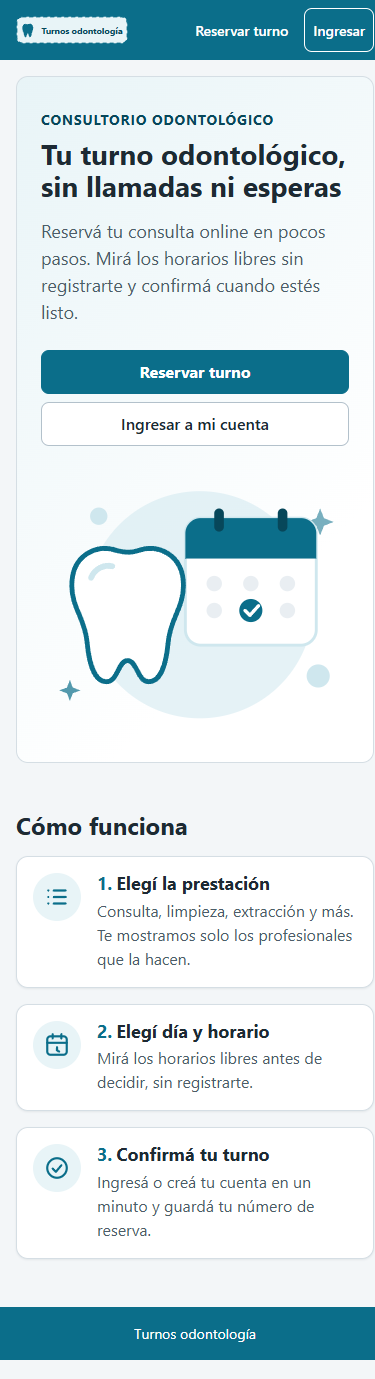 Turnos odontología
Reservar turno
Ingresar
CONSULTORIO ODONTOLÓGICO
Tu turno odontológico,
sin llamadas ni esperas
Reservá tu consulta online en pocos
pasos. Mirá los horarios libres sin
registrarte y confirmá cuando estés
listo.
Reservar turno
Ingresar a mi cuenta
Cómo funciona
1. Elegí la prestación
Consulta, limpieza, extracción y más.
Te mostramos solo los profesionales
que la hacen.
2. Elegí día y horario
Mirá los horarios libres antes de
decidir, sin registrarte.
3. Confirmá tu turno
Ingresá o creá tu cuenta en un
minuto y guardá tu número de
reserva.
Turnos odontología